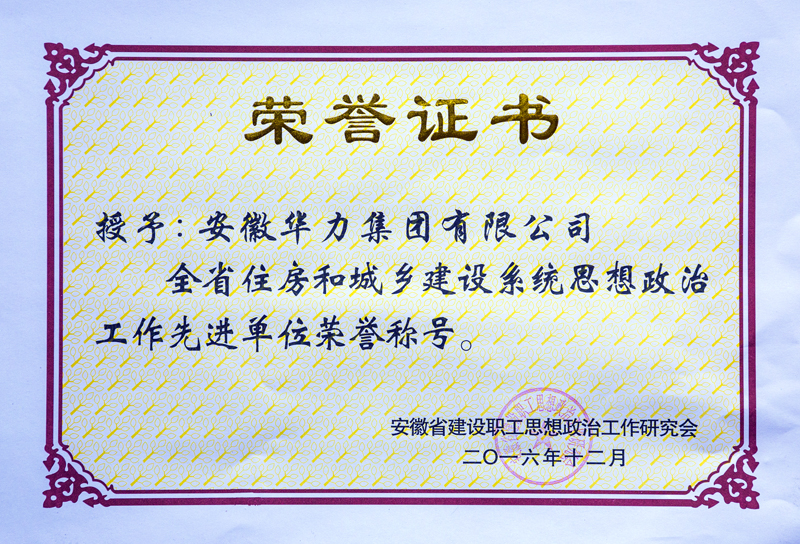 荣誉证书
授予：安徽华力集团有限公司
全省住房和城乡建设系统思想政治
工作先进单位荣誉称号。
安徽省建设职工思想政治工作研究会
二〇一六年十二月